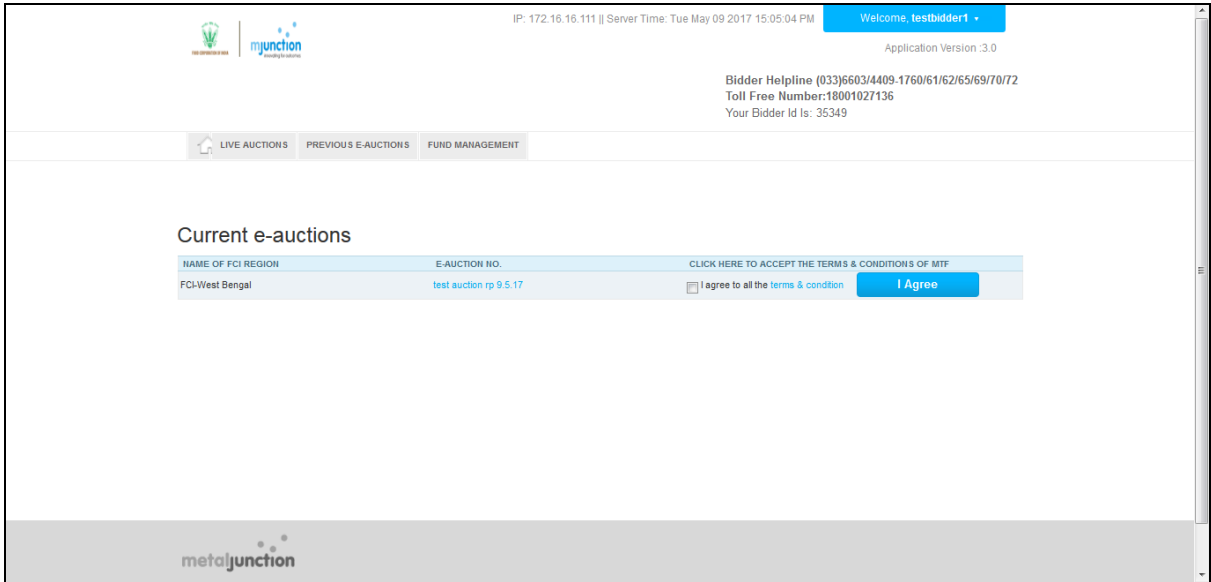 IP: 172.16.16.111 || Server Time: Tue May 09 2017 15:05:04 PM
Welcome, testbidder1
mjunction
Application Version :3.0
Bidder Helpline (033)6603/4409-1760/61/62/65/69/70/72
Toll Free Number:18001027136
Your Bidder Id Is: 35349
LIVE AUCTIONS PREVIOUS E-AUCTIONS FUND MANAGEMENT
Current e-auctions
NAME OF FCI REGION E-AUCTION NO. CLICK HERE TO ACCEPT THE TERMS & CONDITIONS OF MTF
FCI-West Bengal test auction rp 9.5.17 I agree to all the terms & condition I Agree
metaljunction